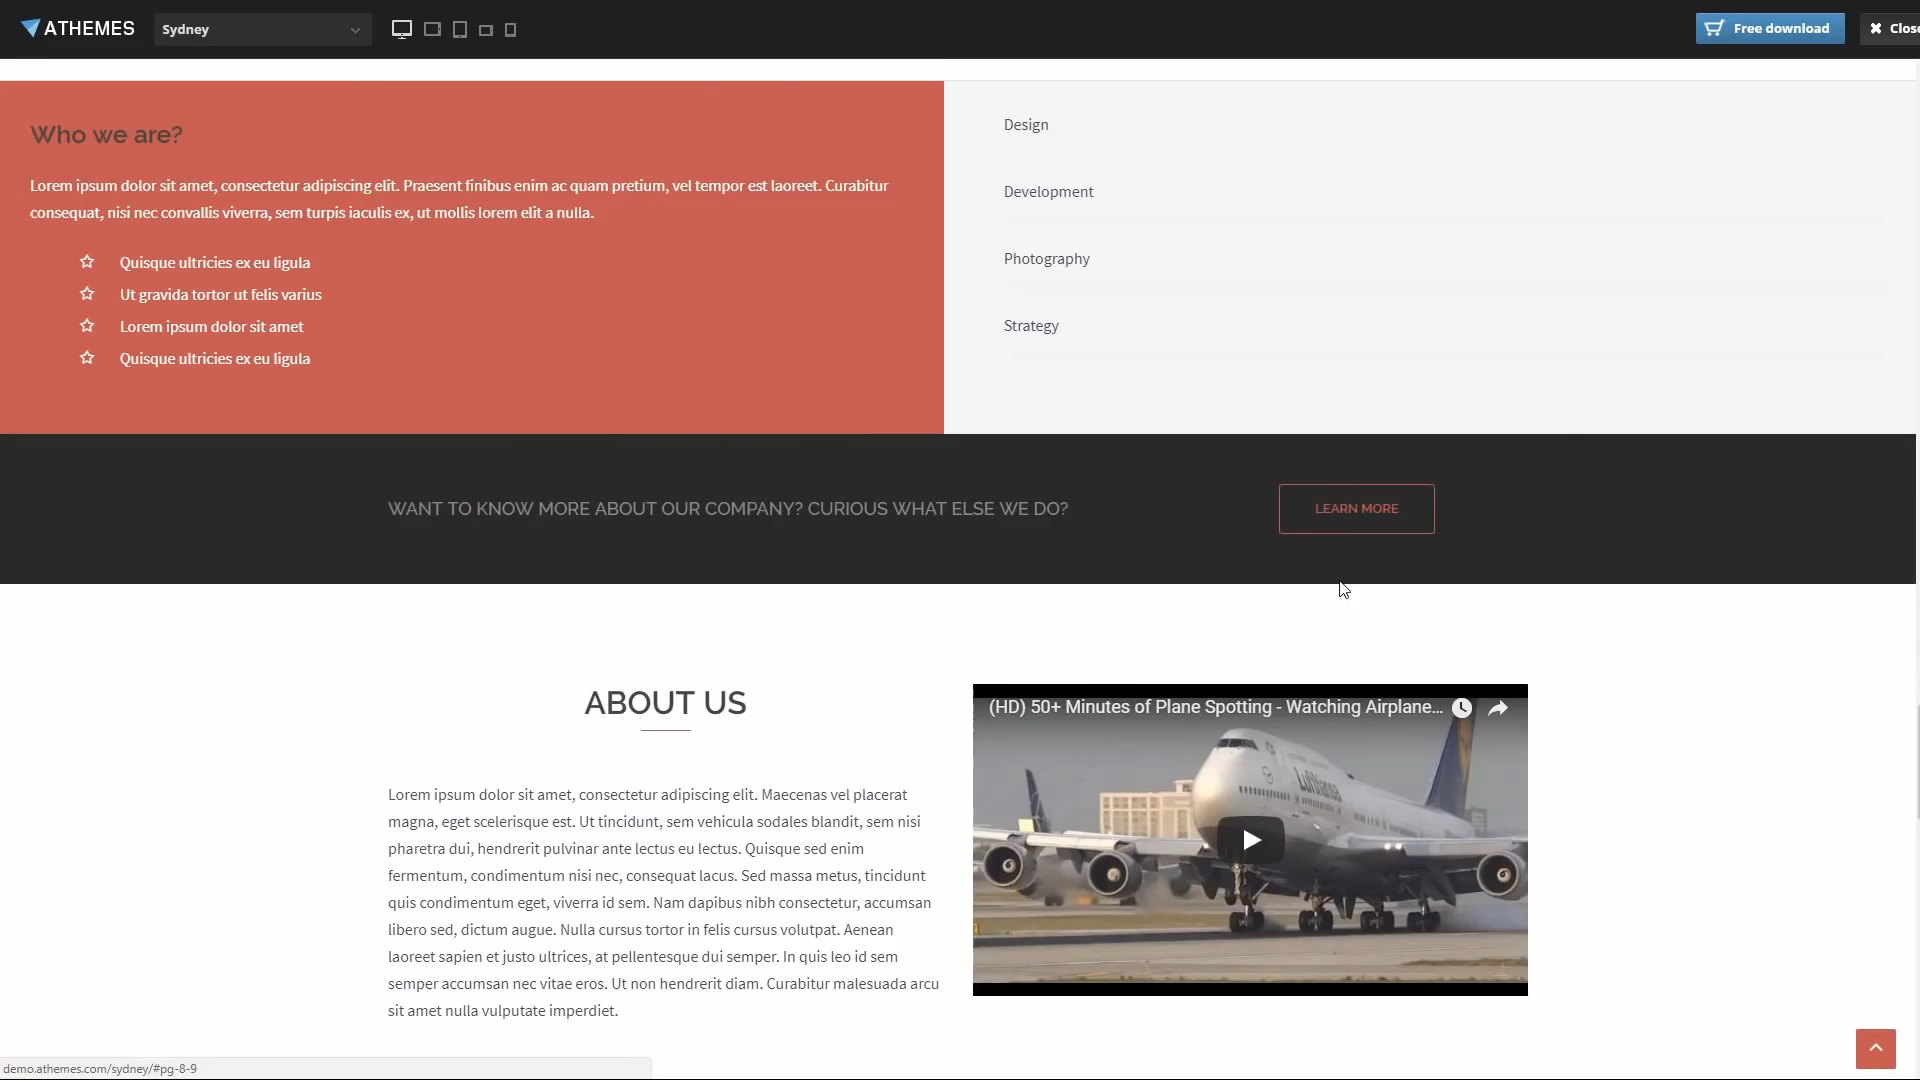 ATHEMES
Sydney
Free download
Close
Who we are?
Lorem ipsum dolor sit amet, consectetur adipiscing elit. Praesent finibus enim ac quam pretium, vel tempor est laoreet. Curabitur
consequat, nisi nec convallis viverra, sem turpis iaculis ex, ut mollis lorem elit a nulla.
Quisque ultricies ex eu ligula
Ut gravida tortor ut felis varius
Lorem ipsum dolor sit amet
Quisque ultricies ex eu ligula
Design
Development
Photography
Strategy
WANT TO KNOW MORE ABOUT OUR COMPANY? CURIOUS WHAT ELSE WE DO?
LEARN MORE
ABOUT US
Lorem ipsum dolor sit amet, consectetur adipiscing elit. Maecenas vel placerat
magna, eget scelerisque est. Ut tincidunt, sem vehicula sodales blandit, sem nisi
pharetra dui, hendrerit pulvinar ante lectus eu lectus. Quisque sed enim
fermentum, condimentum nisi nec, consequat lacus. Sed massa metus, tincidunt
quis condimentum eget, viverra id sem. Nam dapibus nibh consectetur, accumsan
libero sed, dictum augue. Nulla cursus tortor in felis cursus volutpat. Aenean
laoreet sapien et justo ultrices, at pellentesque dui semper. In quis leo id sem
semper accumsan nec vitae eros. Ut non hendrerit diam. Curabitur malesuada arcu
sit amet nulla vulputate imperdiet.
(HD) 50+ Minutes of Plane Spotting - Watching Airplane...
Lufthansa
demo.athemes.com/sydney/#pg-8-9